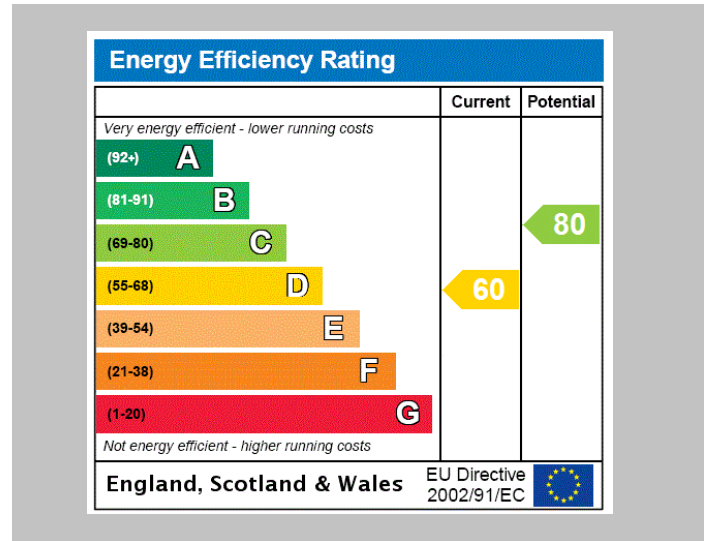 Energy Efficiency Rating
Current Potential
Very energy efficient - lower running costs
(92+) A
(81-91) B
(69-80) C
80
(55-68) D
60
(39-54) E
(21-38) F
(1-20) G
Not energy efficient - higher running costs
England, Scotland & Wales
EU Directive
2002/91/EC